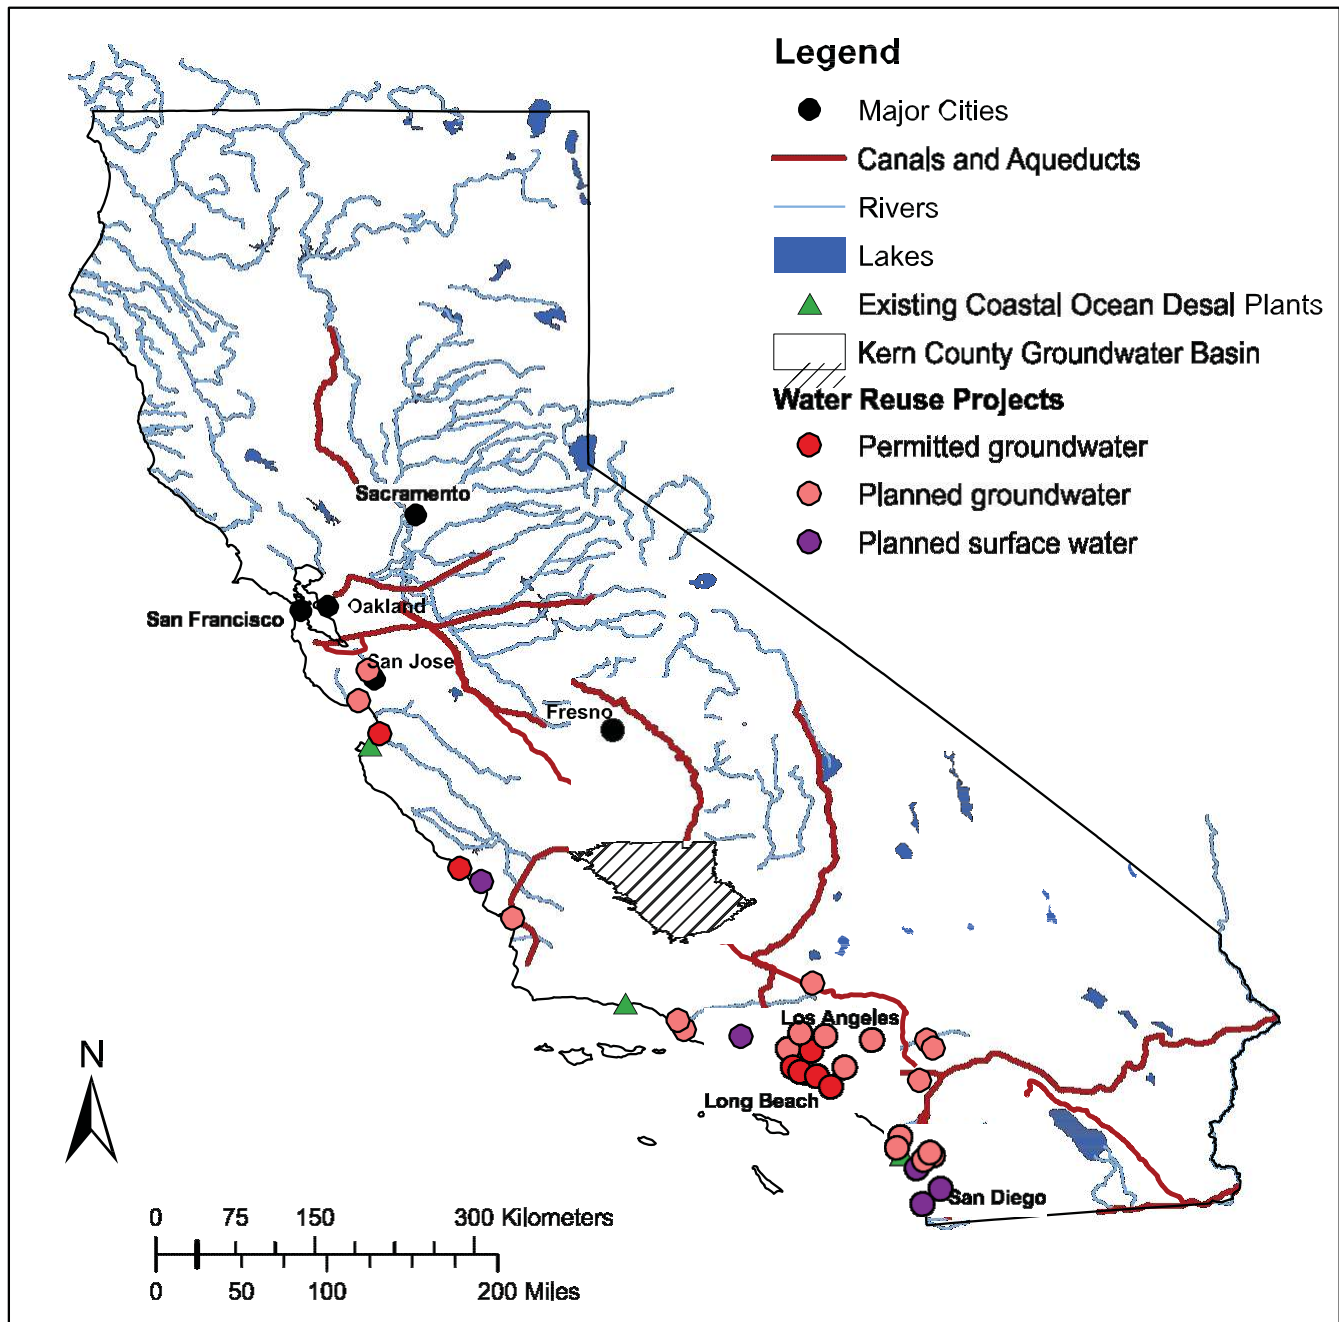 Legend
Major Cities
Canals and Aqueducts
Rivers
Lakes
Existing Coastal Ocean Desal Plants
Kern County Groundwater Basin
Water Reuse Projects
Permitted groundwater
Planned groundwater
Planned surface water
Sacramento
San Francisco
Oakland
San Jose
Fresno
Los Angeles
Long Beach
San Diego
N
0 75 150 300 Kilometers
0 50 100 200 Miles